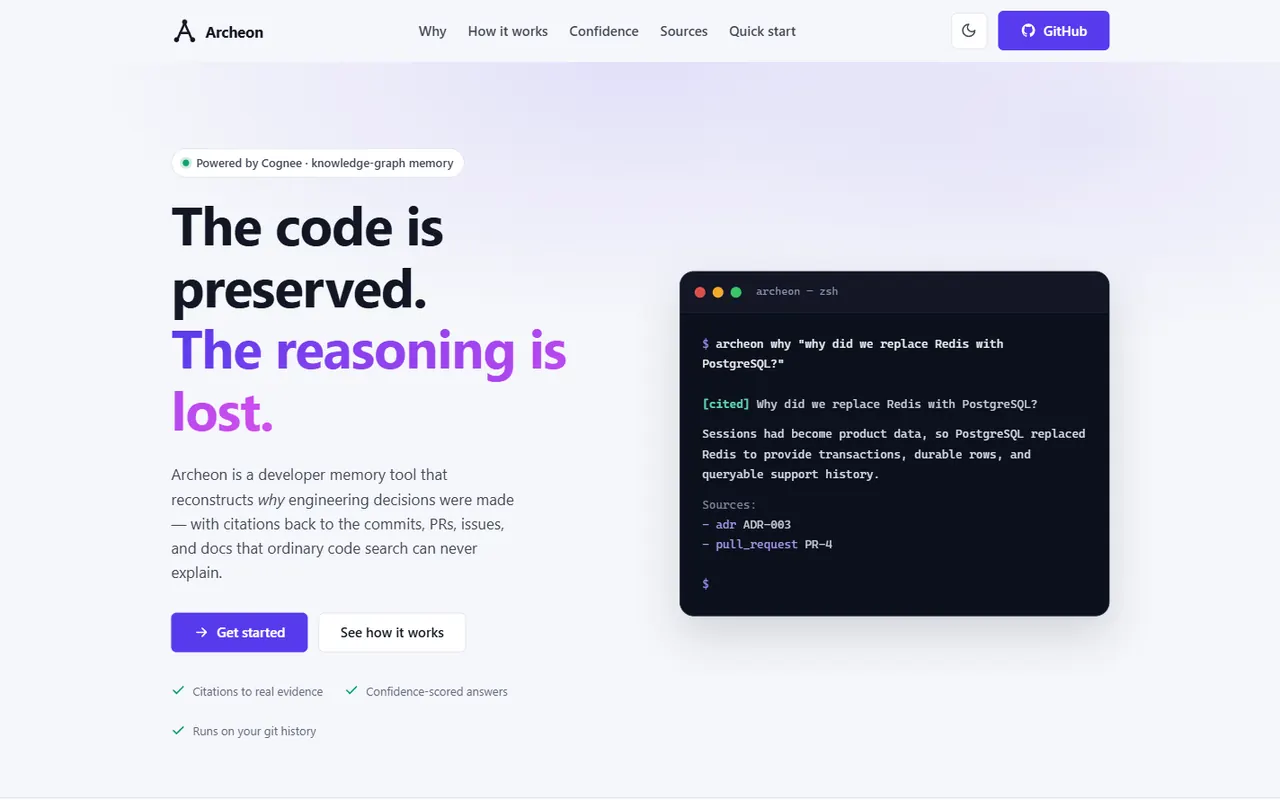 Archeon
Why
How it works
Confidence
Sources
Quick start
GitHub
Powered by Cognee · knowledge-graph memory
The code is
preserved.
The reasoning is
lost.
Archeon is a developer memory tool that
reconstructs why engineering decisions were made
— with citations back to the commits, PRs, issues,
and docs that ordinary code search can never
explain.
Get started
See how it works
Citations to real evidence
Confidence-scored answers
Runs on your git history
archeon — zsh
$ archeon why "why did we replace Redis with
PostgreSQL?"
[cited] Why did we replace Redis with PostgreSQL?
Sessions had become product data, so PostgreSQL replaced
Redis to provide transactions, durable rows, and
queryable support history.
Sources:
- adr ADR-003
- pull_request PR-4
$